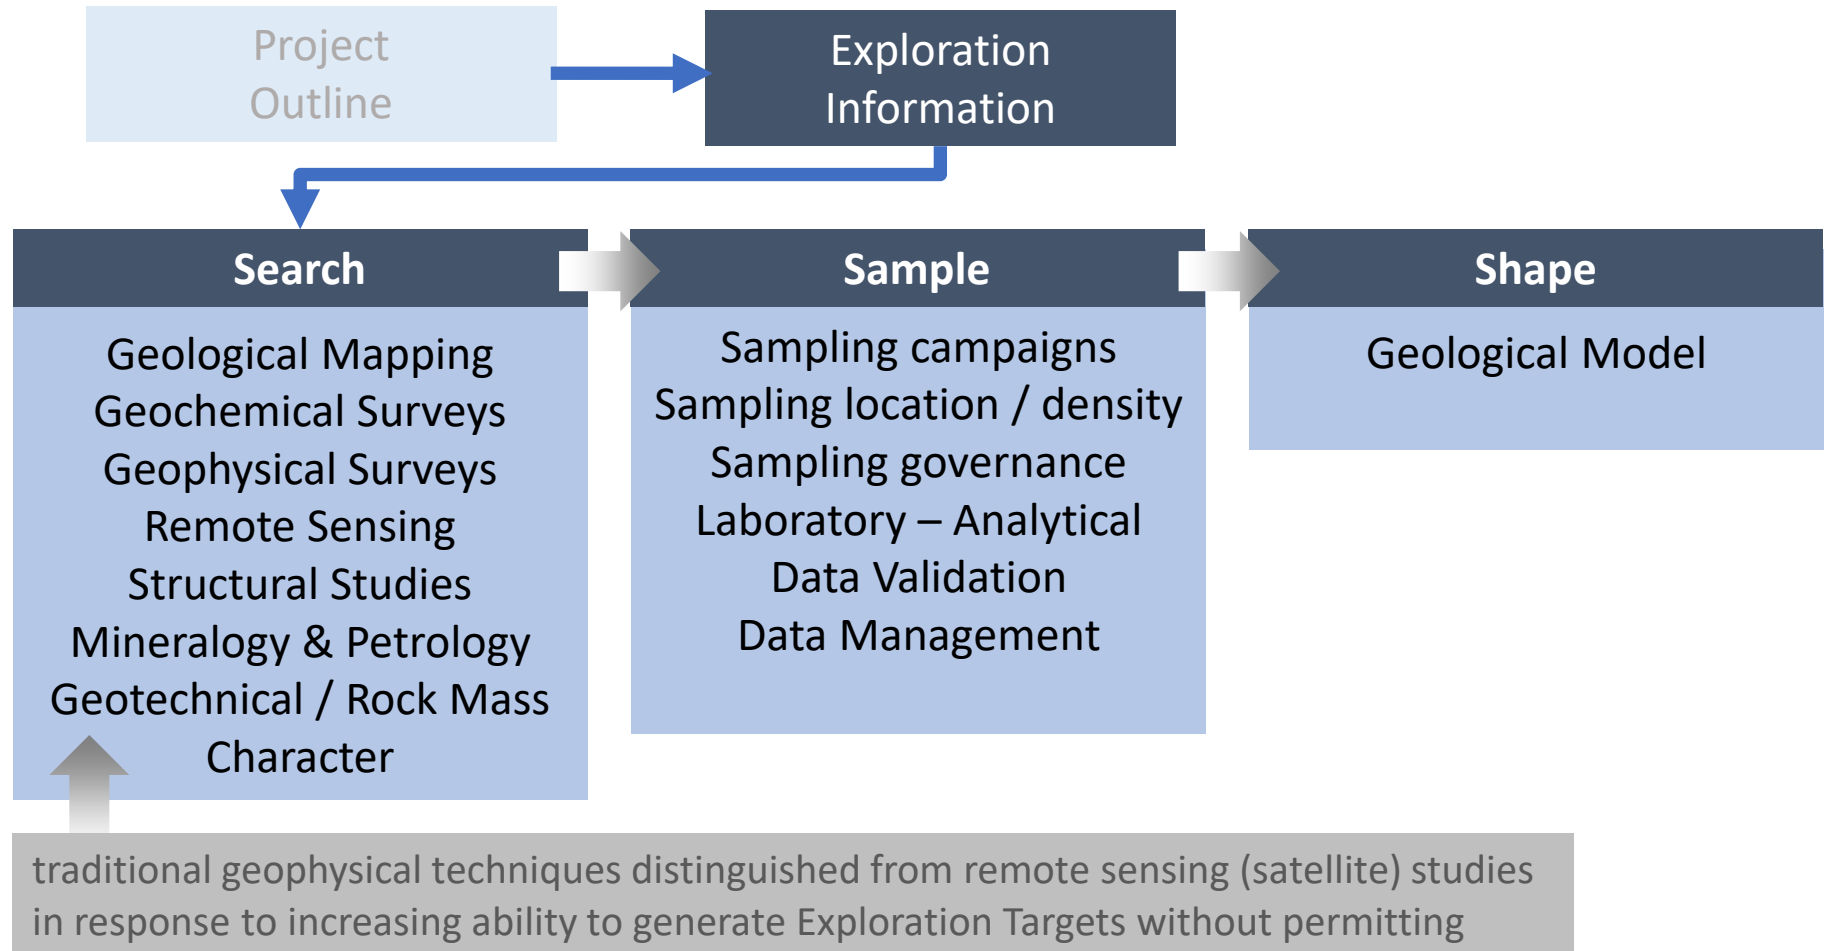 Project
Outline
Exploration
Information
Search
Geological Mapping
Geochemical Surveys
Geophysical Surveys
Remote Sensing
Structural Studies
Mineralogy & Petrology
Geotechnical / Rock Mass
Character
Sample
Sampling campaigns
Sampling location / density
Sampling governance
Laboratory – Analytical
Data Validation
Data Management
Shape
Geological Model
traditional geophysical techniques distinguished from remote sensing (satellite) studies
in response to increasing ability to generate Exploration Targets without permitting